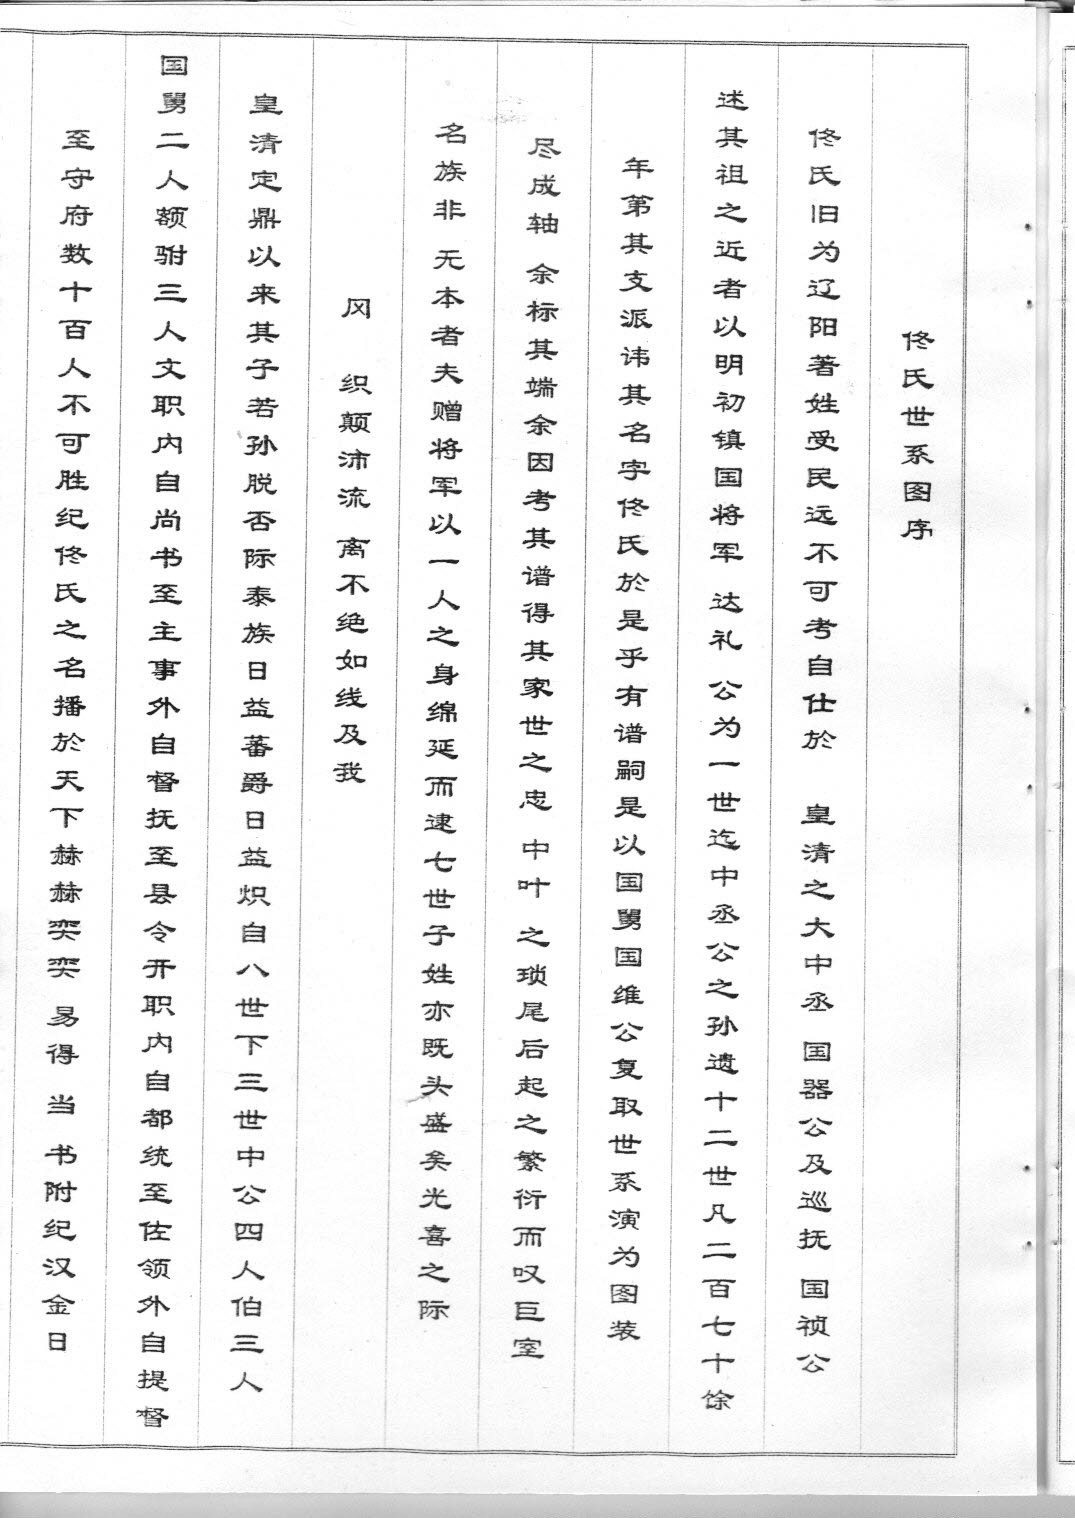 佟氏世系图序
佟氏旧为辽阳著姓受民远不可考自仕於 皇清之大中丞 国器公及巡抚 国祯公
述其祖之近者以明初镇国将军 达礼 公为一世迄中丞公之孙遗十二世凡二百七十馀
年第其支派讳其名字佟氏於是乎有谱嗣是以国舅国维公复取世系演为图装
尽成轴 余标其端余因考其谱得其家世之忠 中叶 之琐尾后起之繁衍而叹巨室
名族非 无本者夫赠将军以一人之身绵延而逮七世子姓亦既头盛矣光喜之际
冈 织颠沛流 离不绝如线及我
皇清定鼎以来其子若孙脱否际泰族日益蕃爵日益炽自八世下三世中公四人伯三人
国舅二人额驸三人文职内自尚书至主事外自督抚至县令开职内自都统至佐领外自提督
至守府数十百人不可胜纪佟氏之名播於天下赫赫奕奕 易得 当 书附纪汉金日